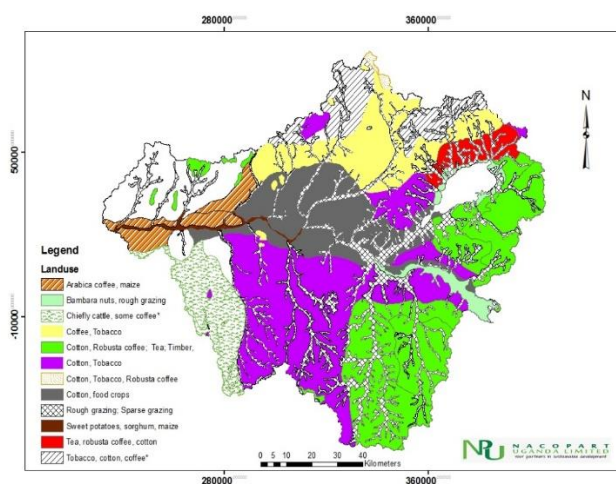 280000 360000
N
50000
-10000
Legend
Landuse
Arabica coffee, maize
Bambara nuts, rough grazing
Chiefly cattle, some coffee*
Coffee, Tobacco
Cotton, Robusta coffee; Tea; Timber,
Cotton, Tobacco
Cotton, Tobacco, Robusta coffee
Cotton, food crops
Rough grazing; Sparse grazing
Sweet potatoes, sorghum, maize
Tea, robusta coffee, cotton
Tobacco, cotton, coffee*
0 5 10 20 30 40
Kilometers
NACOPART
UGANDA LIMITED
280000 360000